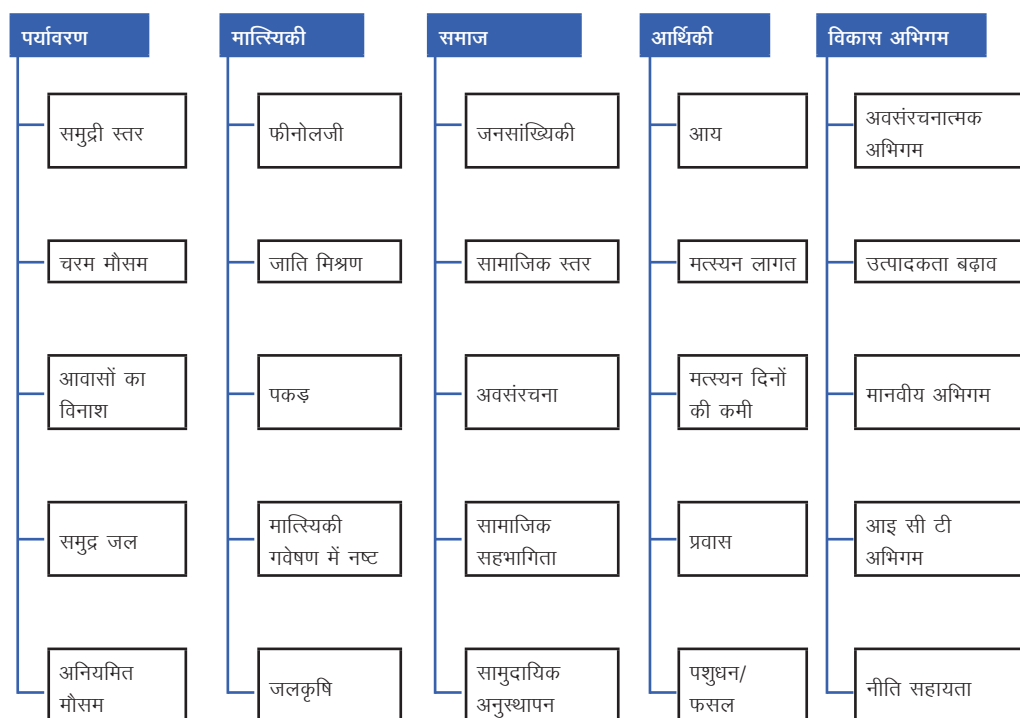 पर्यावरण
समुद्री स्तर
चरम मौसम
आवासों का
विनाश
समुद्र जल
अनियमित
मौसम
मात्स्यिकी
फीनोलजी
जाति मिश्रण
पकड़
मात्स्यिकी
गवेषण में नष्ट
जलकृषि
समाज
जनसांख्यिकी
सामाजिक स्तर
अवसंरचना
सामाजिक
सहभागिता
सामुदायिक
अनुस्थापन
आर्थिकी
आय
मत्स्यन लागत
मत्स्यन दिनों
की कमी
प्रवास
पशुधन/
फसल
विकास अभिगम
अवसंरचनात्मक
अभिगम
उत्पादकता बढ़ाव
मानवीय अभिगम
आइ सी टी
अभिगम
नीति सहायता